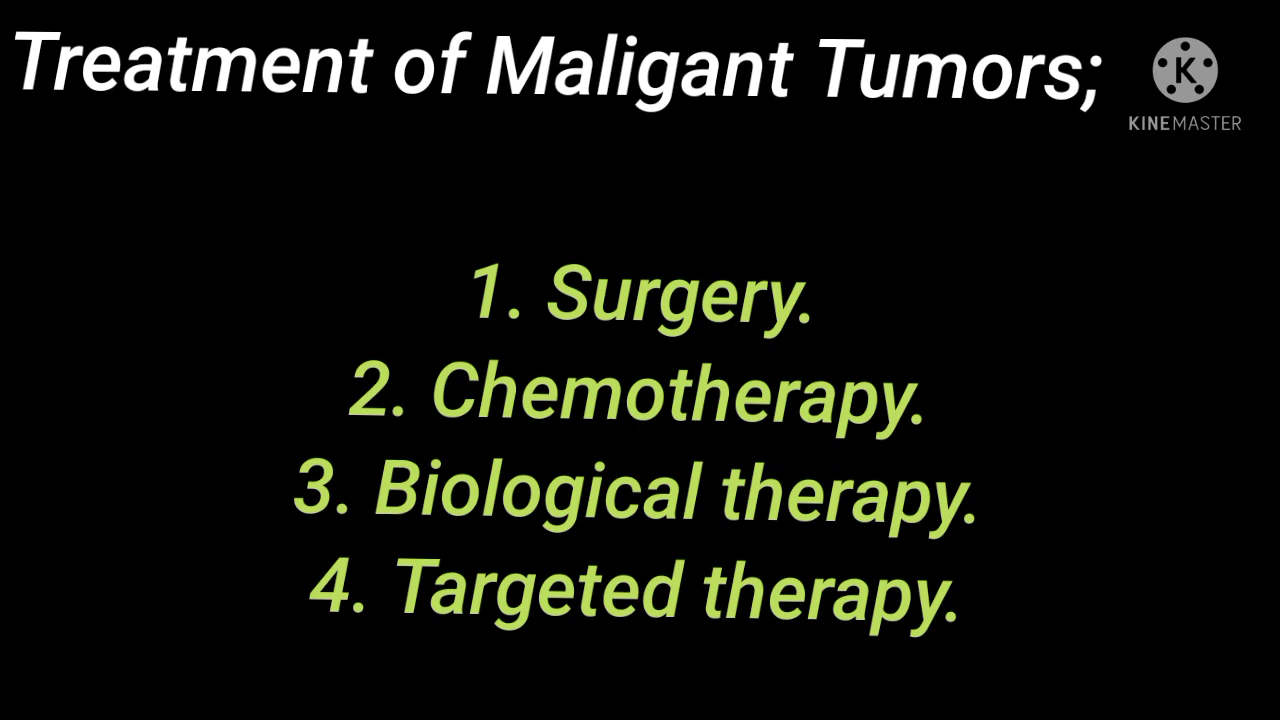 Treatment of Maligant Tumors;
K
KINEMASTER
1. Surgery.
2. Chemotherapy.
3. Biological therapy.
4. Targeted therapy.